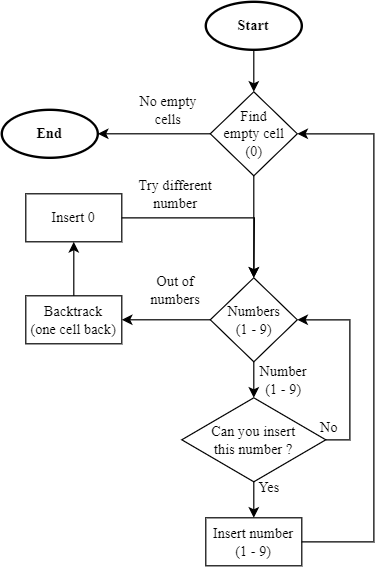 Start
No empty
cells
Find
empty cell
(0)
End
Try different
number
Insert 0
Out of
numbers
Backtrack
(one cell back)
Numbers
(1 - 9)
Number
(1 - 9)
Can you insert
this number ?
No
Yes
Insert number
(1 - 9)